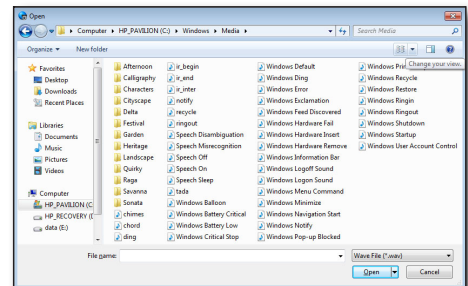 Open
Computer ▸ HP_PAVILION (C:) ▸ Windows ▸ Media ▸
Search Media
Organize
New folder
Change your view.
Favorites
Desktop
Downloads
Recent Places
Libraries
Documents
Music
Pictures
Videos
Computer
HP_PAVILION (C
HP_RECOVERY (D
data (E:)
Afternoon
Calligraphy
Characters
Cityscape
Delta
Festival
Garden
Heritage
Landscape
Quirky
Raga
Savanna
Sonata
chimes
chord
ding
ir_begin
ir_end
ir_inter
notify
recycle
ringout
Speech Disambiguation
Speech Misrecognition
Speech Off
Speech On
Speech Sleep
tada
Windows Balloon
Windows Battery Critical
Windows Battery Low
Windows Critical Stop
Windows Default
Windows Ding
Windows Error
Windows Exclamation
Windows Feed Discovered
Windows Hardware Fail
Windows Hardware Insert
Windows Hardware Remove
Windows Information Bar
Windows Logoff Sound
Windows Logon Sound
Windows Menu Command
Windows Minimize
Windows Navigation Start
Windows Notify
Windows Pop-up Blocked
Windows Prin
Windows Recycle
Windows Restore
Windows Ringin
Windows Ringout
Windows Shutdown
Windows Startup
Windows User Account Control
File name:
Wave File (*.wav)
Open
Cancel